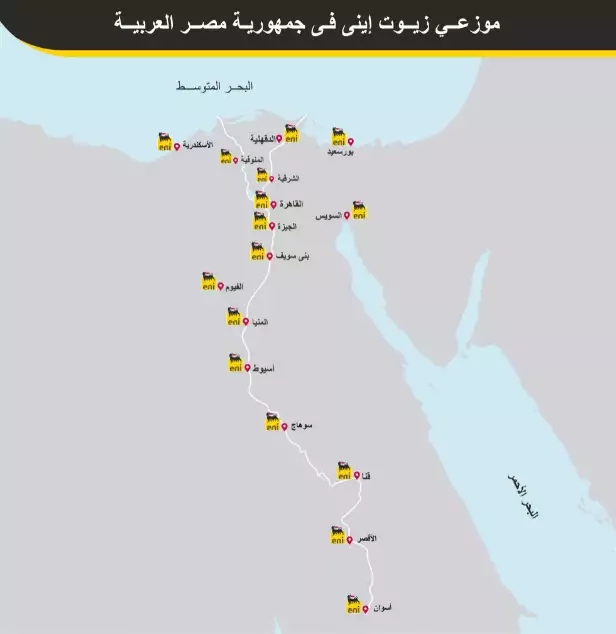 موزعـي زيـوت إينى فـى جمهوريـة مصـر العربيـة
البحـر المتوسـط
eni الدقهلية
eni بورسعيد
eni الأسكندرية
eni المنوفية
eni الشرقية
eni القاهرة
eni السويس
eni الجيزة
eni بنى سويف
eni الفيوم
eni المنيا
eni أسيوط
eni سوهاج
eni قنا
البحر الأحمر
eni الأقصر
eni أسوان